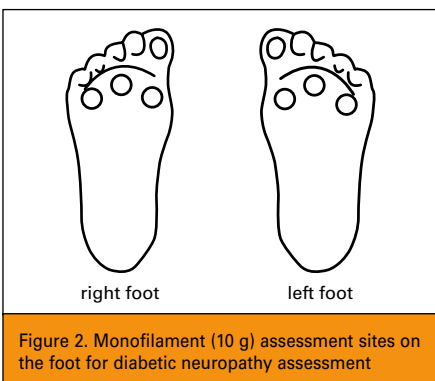 right foot
left foot
Figure 2. Monofilament (10 g) assessment sites on
the foot for diabetic neuropathy assessment